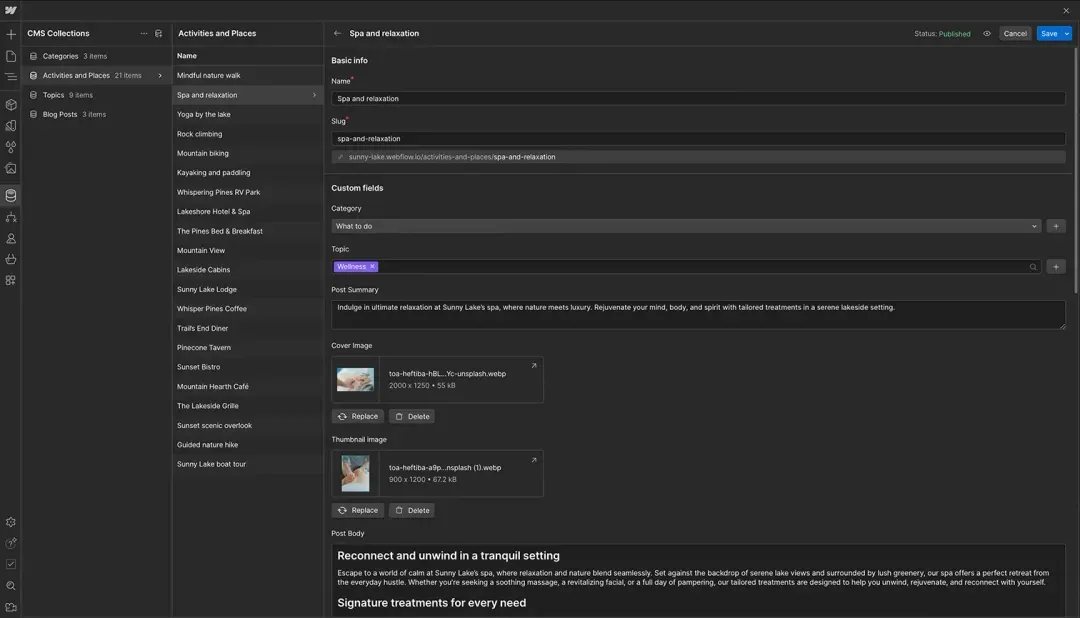 CMS Collections
Categories 3 items
Activities and Places 21 items
Topics 9 items
Blog Posts 3 items
Activities and Places
Name
Mindful nature walk
Spa and relaxation
Yoga by the lake
Rock climbing
Mountain biking
Kayaking and paddling
Whispering Pines RV Park
Lakeshore Hotel & Spa
The Pines Bed & Breakfast
Mountain View
Lakeside Cabins
Sunny Lake Lodge
Whisper Pines Coffee
Trail's End Diner
Pinecone Tavern
Sunset Bistro
Mountain Hearth Café
The Lakeside Grille
Sunset scenic overlook
Guided nature hike
Sunny Lake boat tour
Spa and relaxation
Status: Published
Cancel
Save
Basic info
Name*
Spa and relaxation
Slug*
spa-and-relaxation
sunny-lake.webflow.io/activities-and-places/spa-and-relaxation
Custom fields
Category
What to do
Topic
Wellness
Post Summary
Indulge in ultimate relaxation at Sunny Lake's spa, where nature meets luxury. Rejuvenate your mind, body, and spirit with tailored treatments in a serene lakeside setting.
Cover Image
toa-heftiba-hBL...Yc-unsplash.webp
2000 x 1250 • 55 kB
Replace Delete
Thumbnail image
toa-heftiba-a9p...nsplash (1).webp
900 x 1200 • 67.2 kB
Replace Delete
Post Body
Reconnect and unwind in a tranquil setting
Escape to a world of calm at Sunny Lake's spa, where relaxation and nature blend seamlessly. Set against the backdrop of serene lake views and surrounded by lush greenery, our spa offers a perfect retreat from
the everyday hustle. Whether you're seeking a soothing massage, a revitalizing facial, or a full day of pampering, our tailored treatments are designed to help you unwind, rejuvenate, and reconnect with yourself.
Signature treatments for every need